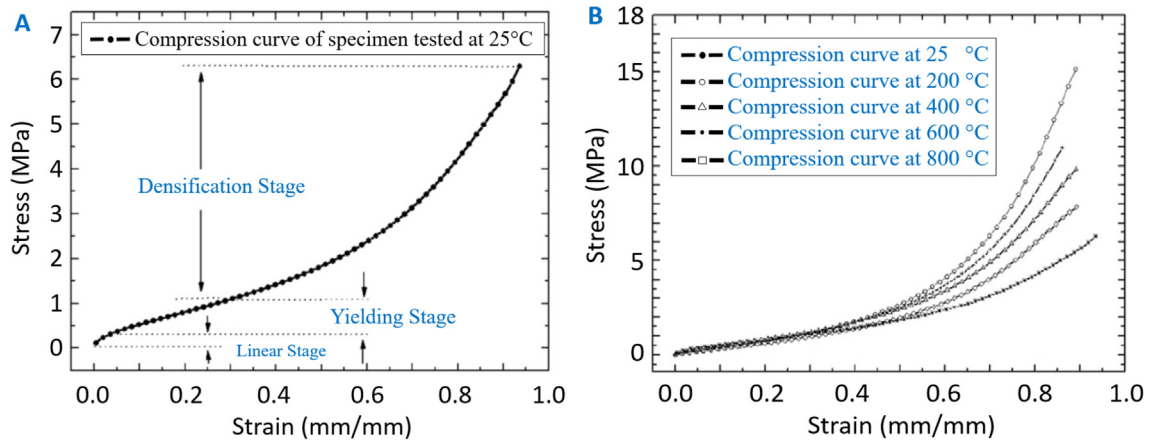 A
Compression curve of specimen tested at 25°C
7
6
5
4
3
2
1
0
Stress (MPa)
Densification Stage
Yielding Stage
Linear Stage
0.0 0.2 0.4 0.6 0.8 1.0
Strain (mm/mm)
B
Compression curve at 25 °C
Compression curve at 200 °C
Compression curve at 400 °C
Compression curve at 600 °C
Compression curve at 800 °C
18
15
10
5
0
Stress (MPa)
0.0 0.2 0.4 0.6 0.8 1.0
Strain (mm/mm)